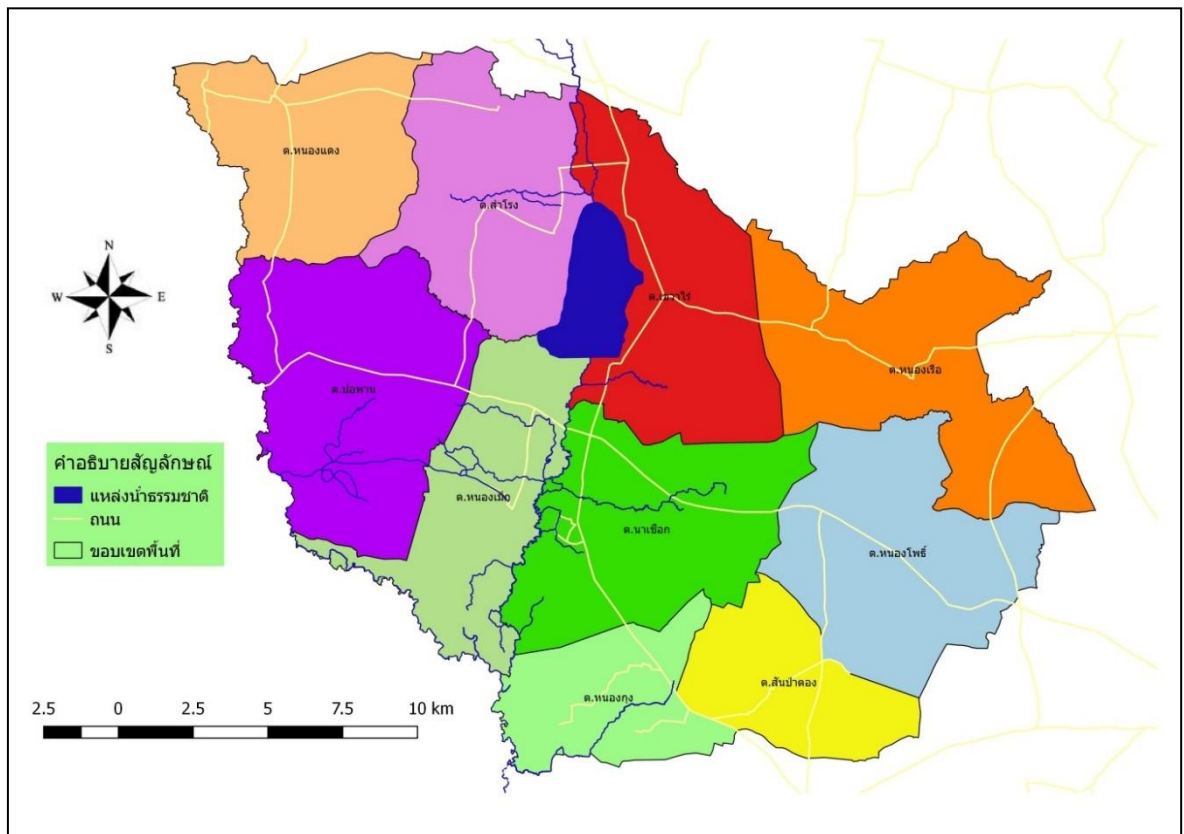 ต.หนองแดง
ต.สำโรง
N
W E
S
ต.เขวาไร่
ต.หนองเรือ
ต.ปอพาน
คำอธิบายสัญลักษณ์
แหล่งน้ำธรรมชาติ
ถนน
ขอบเขตพื้นที่
ต.หนองเม็ก
ต.นาเชือก
ต.หนองโพธิ์
ต.สันป่าตอง
ต.หนองกุง
2.5 0 2.5 5 7.5 10 km